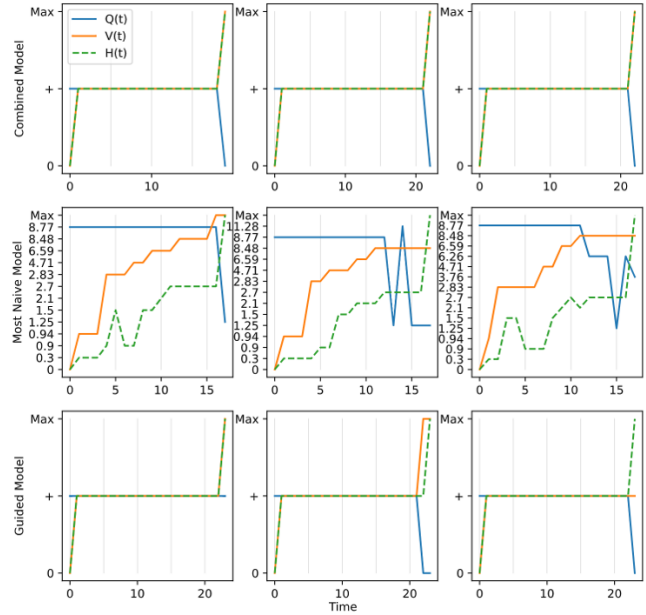 Combined Model
Max
+
0
Q(t)
V(t)
H(t)
0 10
Max
+
0
0 10 20
Max
+
0
0 10 20
Most Naive Model
Max
8.77
8.48
6.59
4.71
2.83
2.7
1.5
1.25
0.94
0.9
0.3
0
0 5 10 15
Max
11.28
8.77
8.48
6.59
4.71
2.83
2.7
1.5
1.25
0.94
0.9
0.3
0
0 5 10 15
Max
8.77
8.48
6.59
6.26
4.71
3.76
2.83
2.7
1.5
1.25
0.94
0.9
0.3
0
0 5 10 15
Guided Model
Max
+
0
0 10 20
Max
+
0
0 10 20
Max
+
0
0 10 20
Time